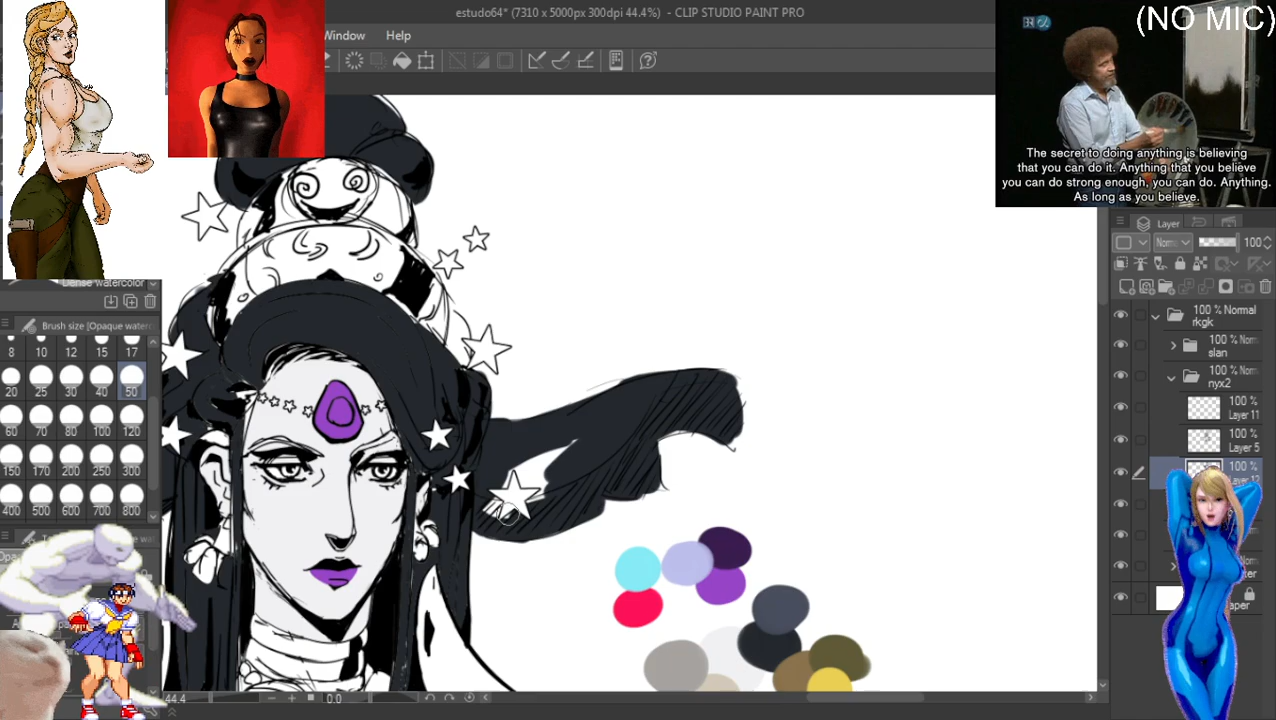 estudo64* (7310 x 5000px 300dpi 44.4%) - CLIP STUDIO PAINT PRO
(NO MIC)
Window Help
The secret to doing anything is believing
that you can do it. Anything that you believe
you can do strong enough, you can do. Anything.
As long as you believe.
Layer
100
100 % Normal
rkgk
100 %
slan
100 %
nyx2
100 %
Layer 11
100 %
Layer 5
100 %
Dense watercolor
Brush size [Opaque water
8 10 12 15 17
20 25 30 40 50
60 70 80 100 120
150 170 200 250 300
400 500 600 700 800
44.4 0.0